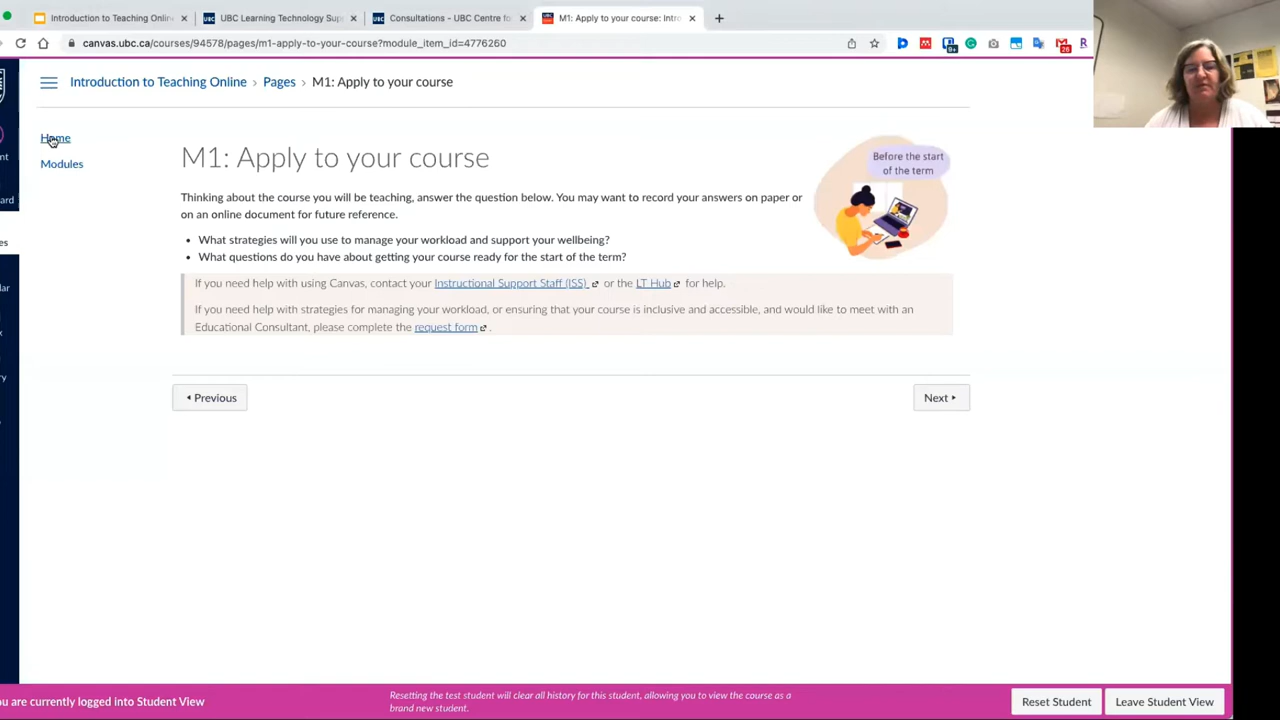 Introduction to Teaching Online
UBC Learning Technology Sup
Consultations – UBC Centre fo
M1: Apply to your course: Intro
canvas.ubc.ca/courses/94578/pages/m1-apply-to-your-course?module_item_id=4776260
9+
26
R
Introduction to Teaching Online › Pages › M1: Apply to your course
Home
Modules
nt
ard
es
lar
x
ry
M1: Apply to your course
Before the start
of the term
Thinking about the course you will be teaching, answer the question below. You may want to record your answers on paper or
on an online document for future reference.
What strategies will you use to manage your workload and support your wellbeing?
What questions do you have about getting your course ready for the start of the term?
If you need help with using Canvas, contact your Instructional Support Staff (ISS) or the LT Hub for help.
If you need help with strategies for managing your workload, or ensuring that your course is inclusive and accessible, and would like to meet with an
Educational Consultant, please complete the request form .
Previous
Next
ou are currently logged into Student View
Resetting the test student will clear all history for this student, allowing you to view the course as a
brand new student.
Reset Student
Leave Student View